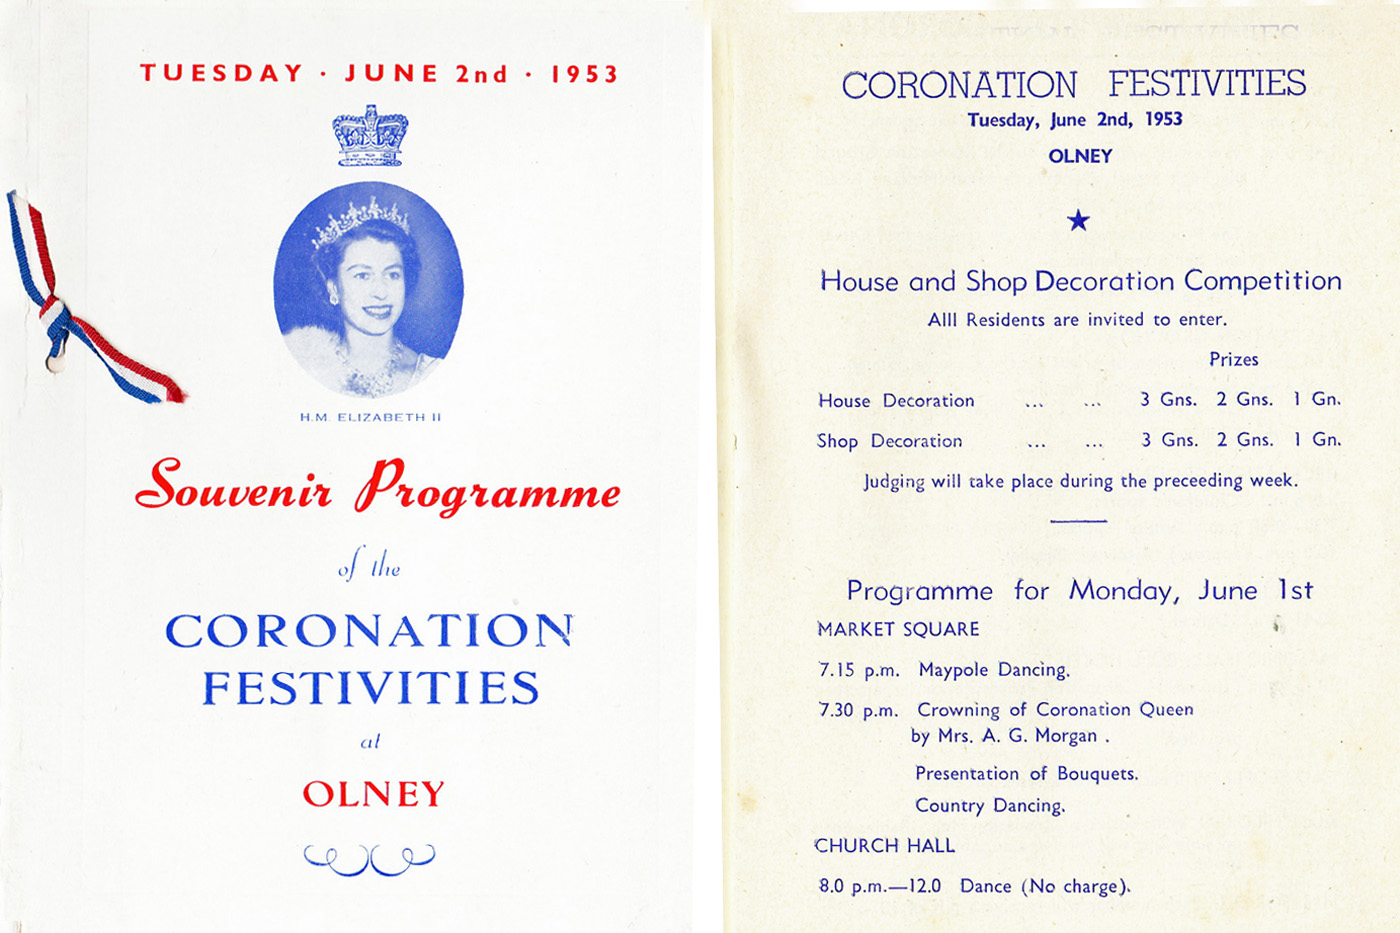 TUESDAY · JUNE 2nd · 1953
H.M. ELIZABETH II
Souvenir Programme
of the
CORONATION
FESTIVITIES
at
OLNEY
CORONATION FESTIVITIES
Tuesday, June 2nd, 1953
OLNEY
House and Shop Decoration Competition
Alll Residents are invited to enter.
Prizes
House Decoration ... ... 3 Gns. 2 Gns. 1 Gn.
Shop Decoration ... ... 3 Gns. 2 Gns. 1 Gn.
Judging will take place during the preceeding week.
Programme for Monday, June 1st
MARKET SQUARE
7.15 p.m. Maypole Dancing.
7.30 p.m. Crowning of Coronation Queen
by Mrs. A. G. Morgan .
Presentation of Bouquets.
Country Dancing.
CHURCH HALL
8.0 p.m.—12.0 Dance (No charge).